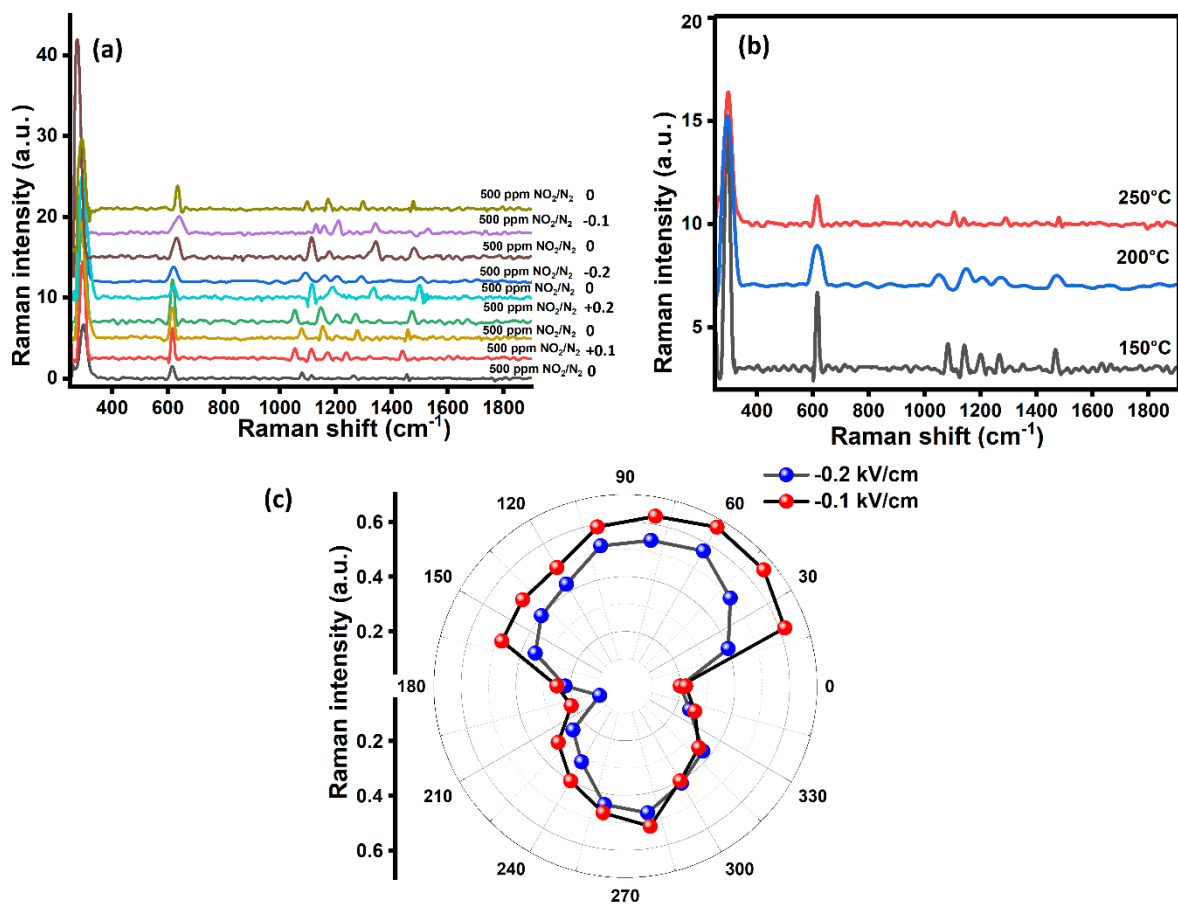 (a)
Raman intensity (a.u.)
40
30
20
10
0
500 ppm NO₂/N₂ 0
500 ppm NO₂/N₂ -0.1
500 ppm NO₂/N₂ 0
500 ppm NO₂/N₂ -0.2
500 ppm NO₂/N₂ 0
500 ppm NO₂/N₂ +0.2
500 ppm NO₂/N₂ 0
500 ppm NO₂/N₂ +0.1
500 ppm NO₂/N₂ 0
400 600 800 1000 1200 1400 1600 1800
Raman shift (cm⁻¹)
(b)
Raman intensity (a.u.)
20
15
10
5
250°C
200°C
150°C
400 600 800 1000 1200 1400 1600 1800
Raman shift (cm⁻¹)
(c)
-0.2 kV/cm
-0.1 kV/cm
Raman intensity (a.u.)
0.6
0.4
0.2
0.0
0.2
0.4
0.6
90
120
60
150
30
180
0
210
330
240
300
270